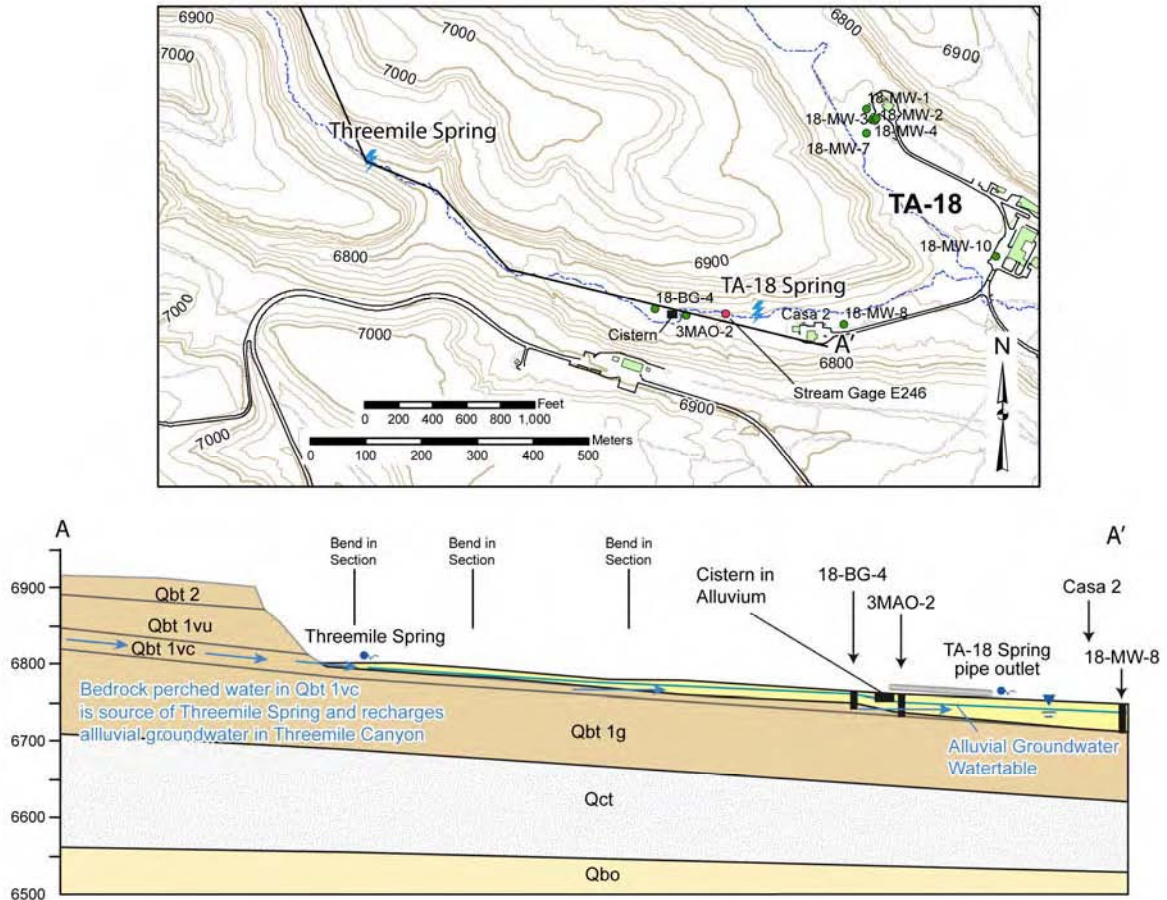 6900
7000
7000
6800
6900
7000
Threemile Spring
18-MW-1
18-MW-2
18-MW-3
18-MW-4
18-MW-7
TA-18
6800
6900
18-MW-10
TA-18 Spring
18-BG-4
7000
7000
Casa 2
18-MW-8
Cistern
3MAO-2
A'
6800
N
Stream Gage E246
6900
7000
Feet
0 200 400 600 800 1,000
Meters
0 100 200 300 400 500
A
A'
Bend in
Section
Bend in
Section
Bend in
Section
Cistern in
Alluvium
18-BG-4
3MAO-2
Casa 2
TA-18 Spring
pipe outlet
18-MW-8
6900
6800
6700
6600
6500
Qbt 2
Qbt 1vu
Qbt 1vc
Threemile Spring
Bedrock perched water in Qbt 1vc
is source of Threemile Spring and recharges
allluvial groundwater in Threemile Canyon
Qbt 1g
Alluvial Groundwater
Watertable
Qct
Qbo